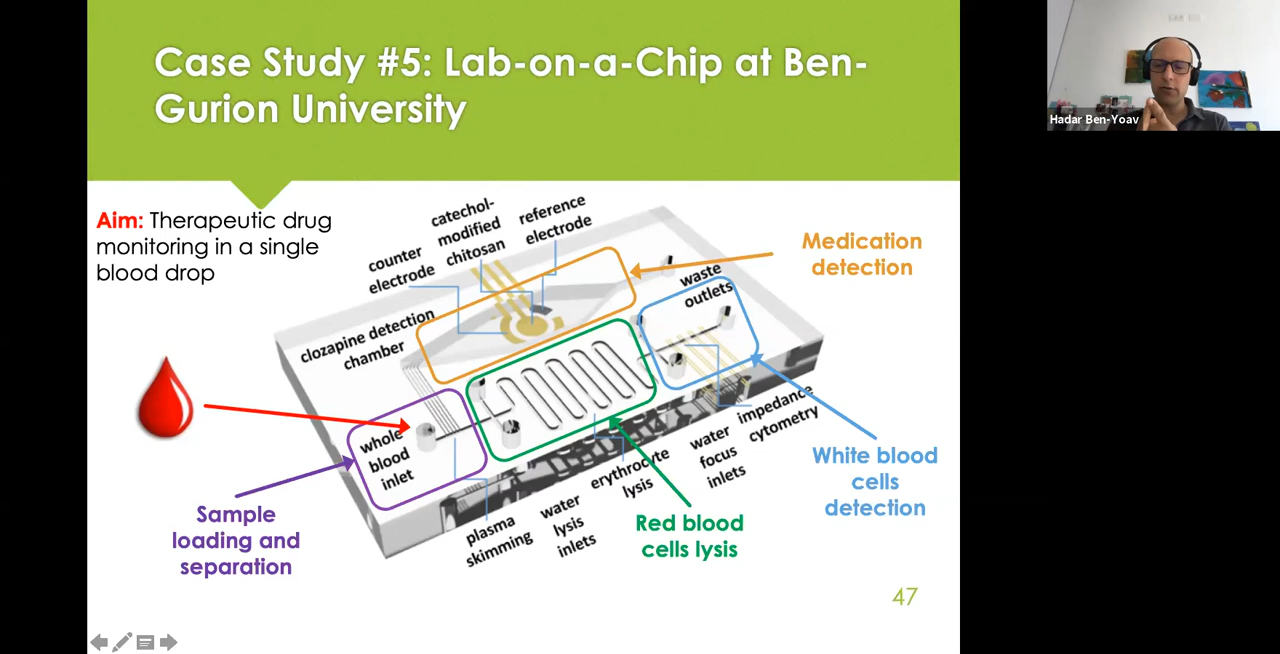 Case Study #5: Lab-on-a-Chip at Ben-
Gurion University
Hadar Ben-Yoav
Aim: Therapeutic drug
monitoring in a single
blood drop
counter
electrode
catechol-
modified
chitosan
reference
electrode
Medication
detection
waste
outlets
clozapine detection
chamber
whole
blood
inlet
impedance
cytometry
water
focus
inlets
erythrocyte
lysis
water
lysis
inlets
plasma
skimming
White blood
cells
detection
Sample
loading and
separation
Red blood
cells lysis
47